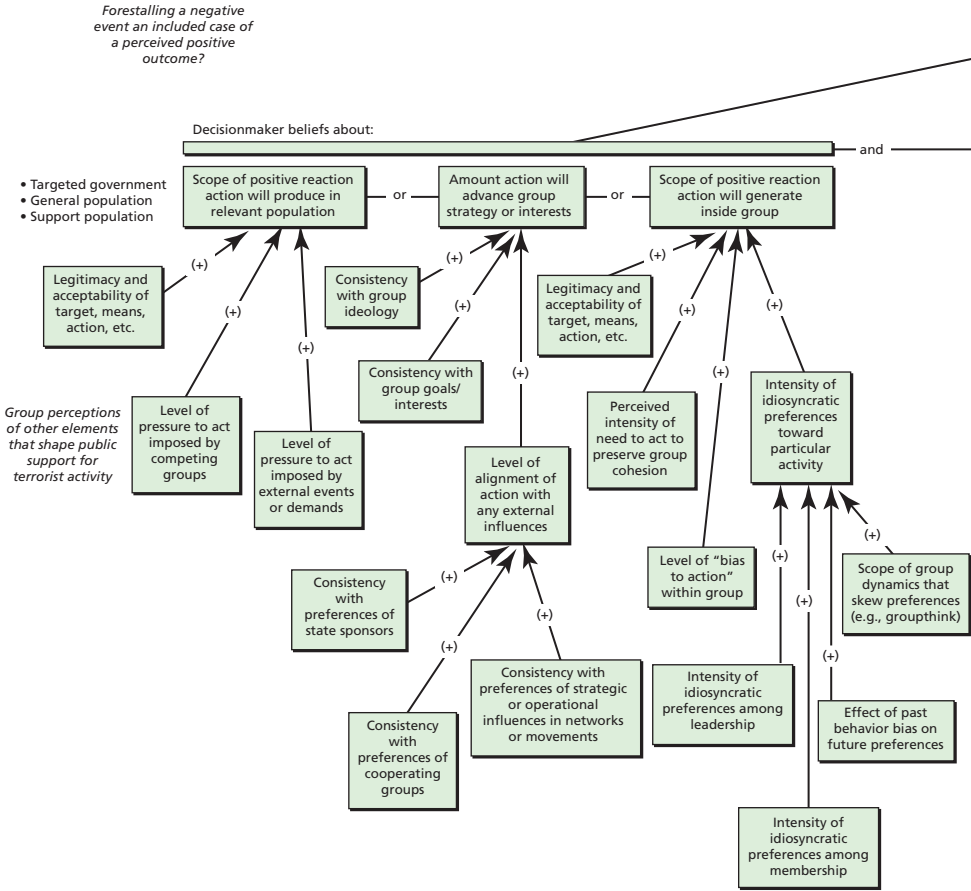 Forestalling a negative
event an included case of
a perceived positive
outcome?
Decisionmaker beliefs about:
and
• Targeted government
• General population
• Support population
Scope of positive reaction
action will produce in
relevant population
or
Amount action will
advance group
strategy or interests
or
Scope of positive reaction
action will generate
inside group
(+)
Legitimacy and
acceptability of
target, means,
action, etc.
(+)
(+)
Consistency
with group
ideology
(+)
(+)
(+)
Consistency with
group goals/
interests
(+)
Legitimacy and
acceptability of
target, means,
action, etc.
(+)
(+)
(+)
(+)
Group perceptions
of other elements
that shape public
support for
terrorist activity
Level of
pressure to act
imposed by
competing
groups
Level of
pressure to act
imposed by
external events
or demands
Level of
alignment of
action with
any external
influences
Perceived
intensity of
need to act to
preserve group
cohesion
Intensity of
idiosyncratic
preferences
toward
particular
activity
Consistency
with
preferences of
state sponsors
(+)
(+)
(+)
Level of “bias
to action”
within group
(+)
(+)
(+)
(+)
Scope of group
dynamics that
skew preferences
(e.g., groupthink)
Consistency
with
preferences of
cooperating
groups
Consistency with
preferences of strategic
or operational
influences in networks
or movements
Intensity of
idiosyncratic
preferences among
leadership
Effect of past
behavior bias on
future preferences
Intensity of
idiosyncratic
preferences among
membership